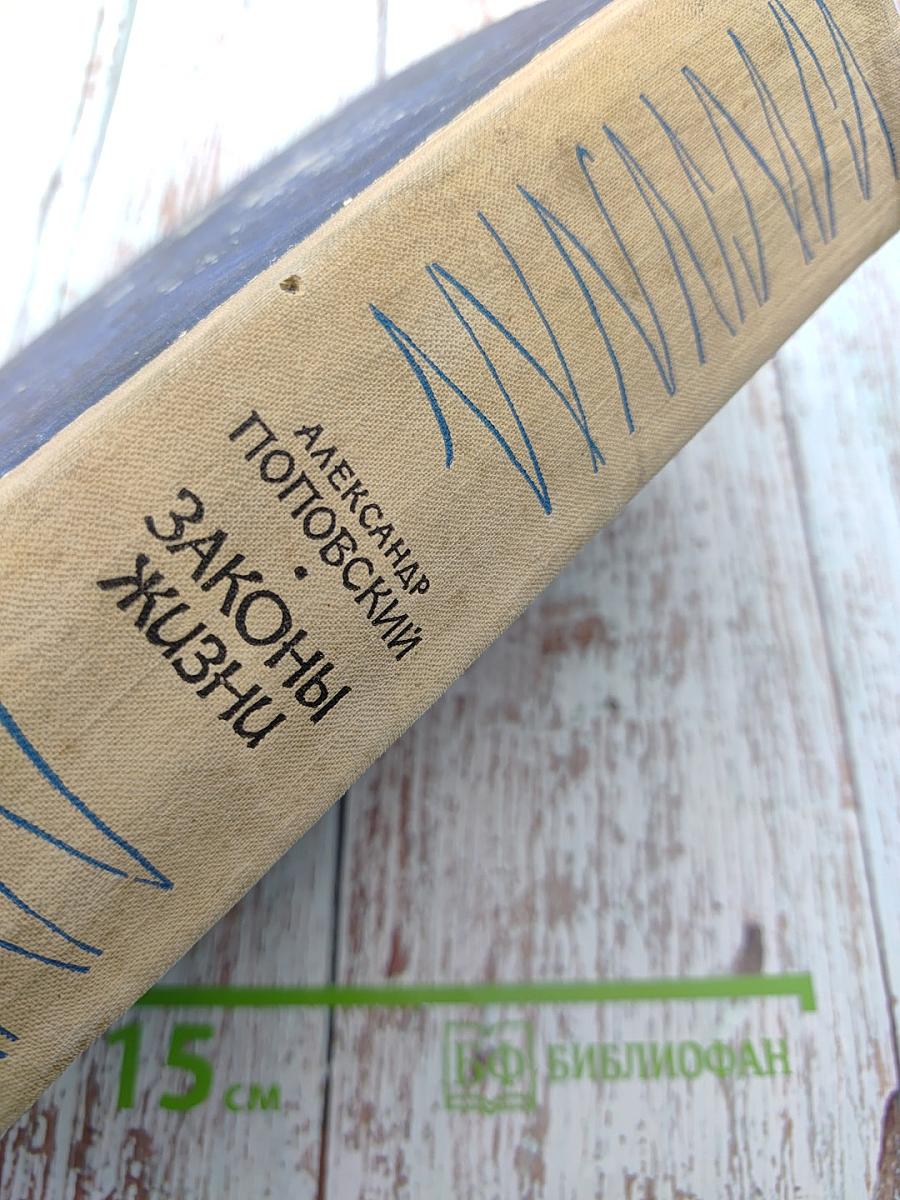 АЛЕКСАНДР
ПОПОВСКИЙ
•
ЗАКОНЫ
ЖИЗНИ
15 см
БФ БИБЛИОФАН